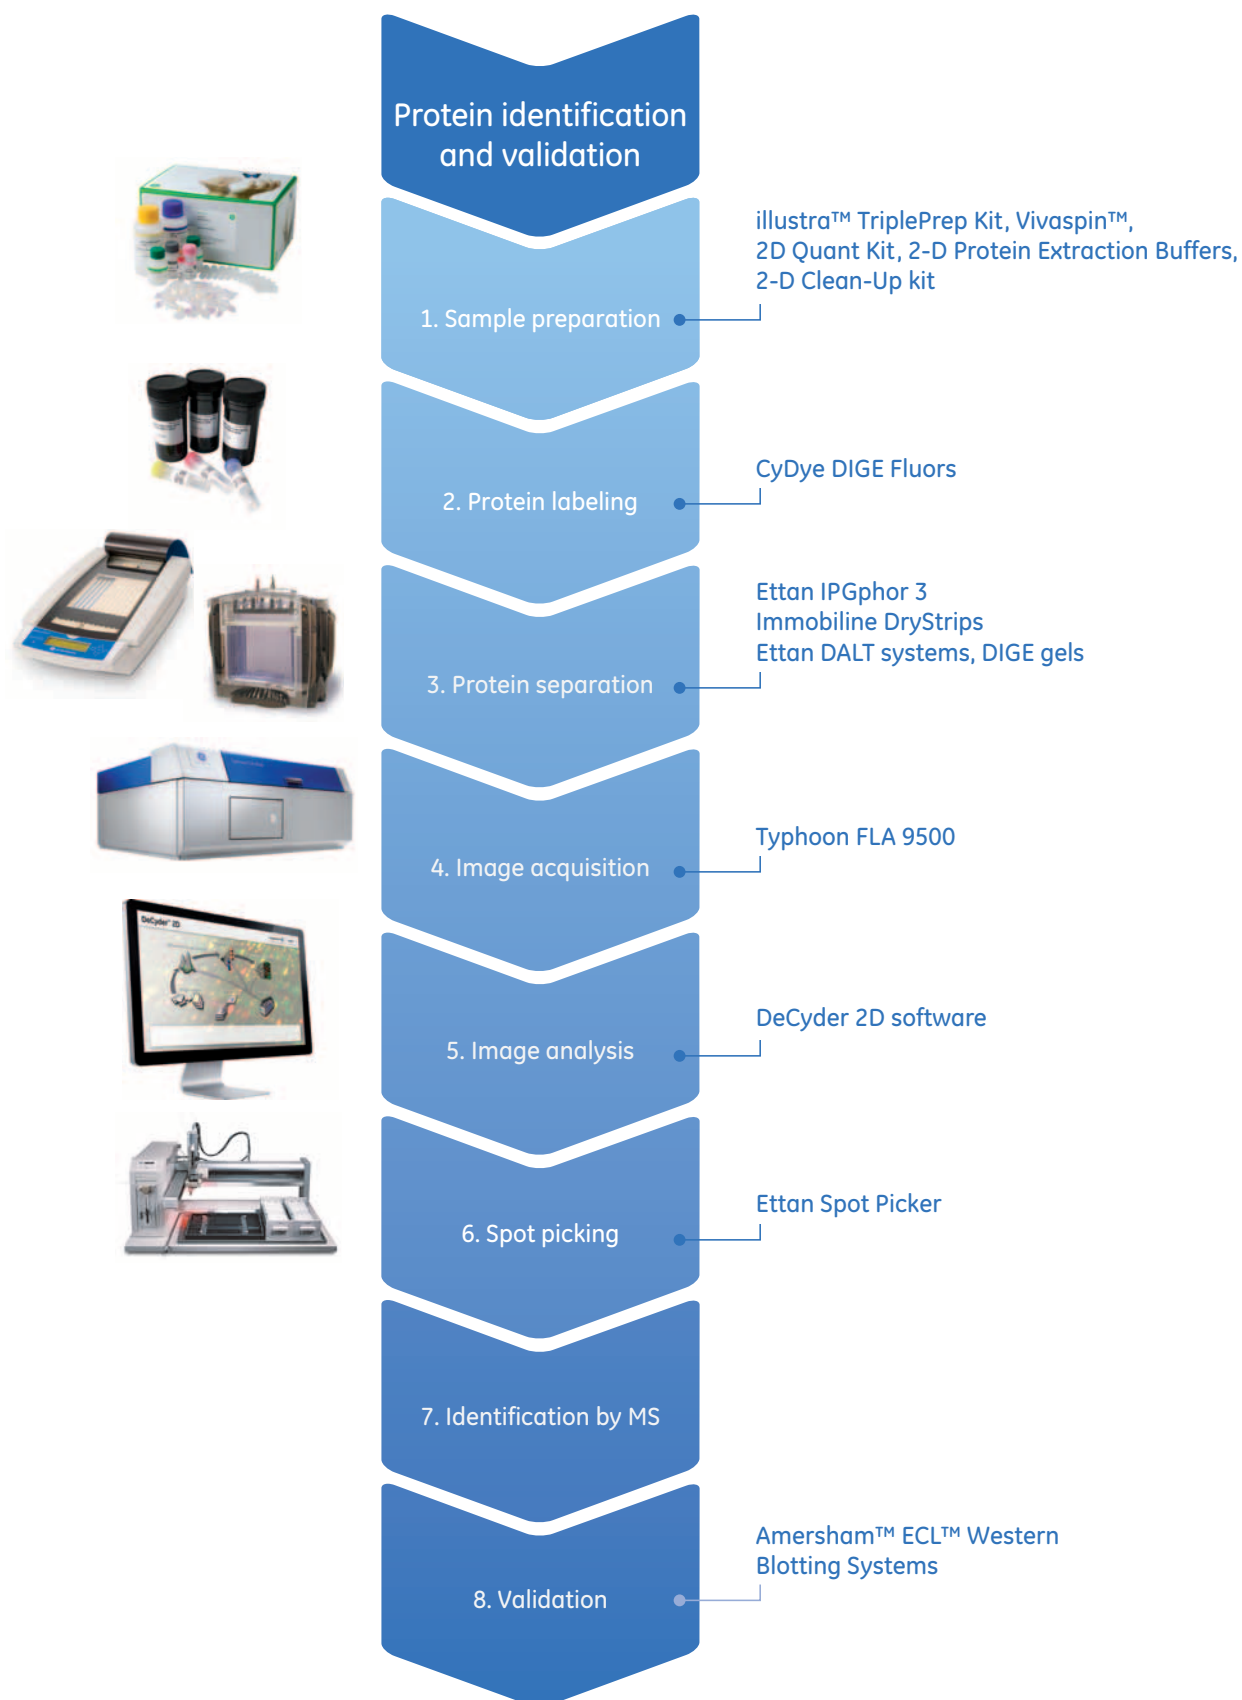 Protein identification
and validation
illustra™ TriplePrep Kit, Vivaspin™,
2D Quant Kit, 2-D Protein Extraction Buffers,
2-D Clean-Up kit
1. Sample preparation
CyDye DIGE Fluors
2. Protein labeling
Ettan IPGphor 3
Immobiline DryStrips
Ettan DALT systems, DIGE gels
3. Protein separation
Typhoon FLA 9500
4. Image acquisition
DeCyder™ 2D
DeCyder 2D software
5. Image analysis
Ettan Spot Picker
6. Spot picking
7. Identification by MS
Amersham™ ECL™ Western
Blotting Systems
8. Validation